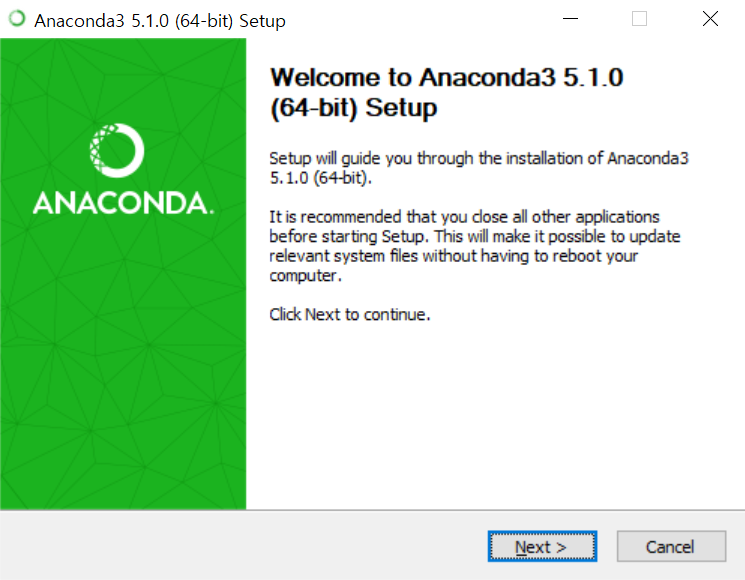 Anaconda3 5.1.0 (64-bit) Setup
Welcome to Anaconda3 5.1.0
(64-bit) Setup
ANACONDA.
Setup will guide you through the installation of Anaconda3
5.1.0 (64-bit).
It is recommended that you close all other applications
before starting Setup. This will make it possible to update
relevant system files without having to reboot your
computer.
Click Next to continue.
Next >
Cancel